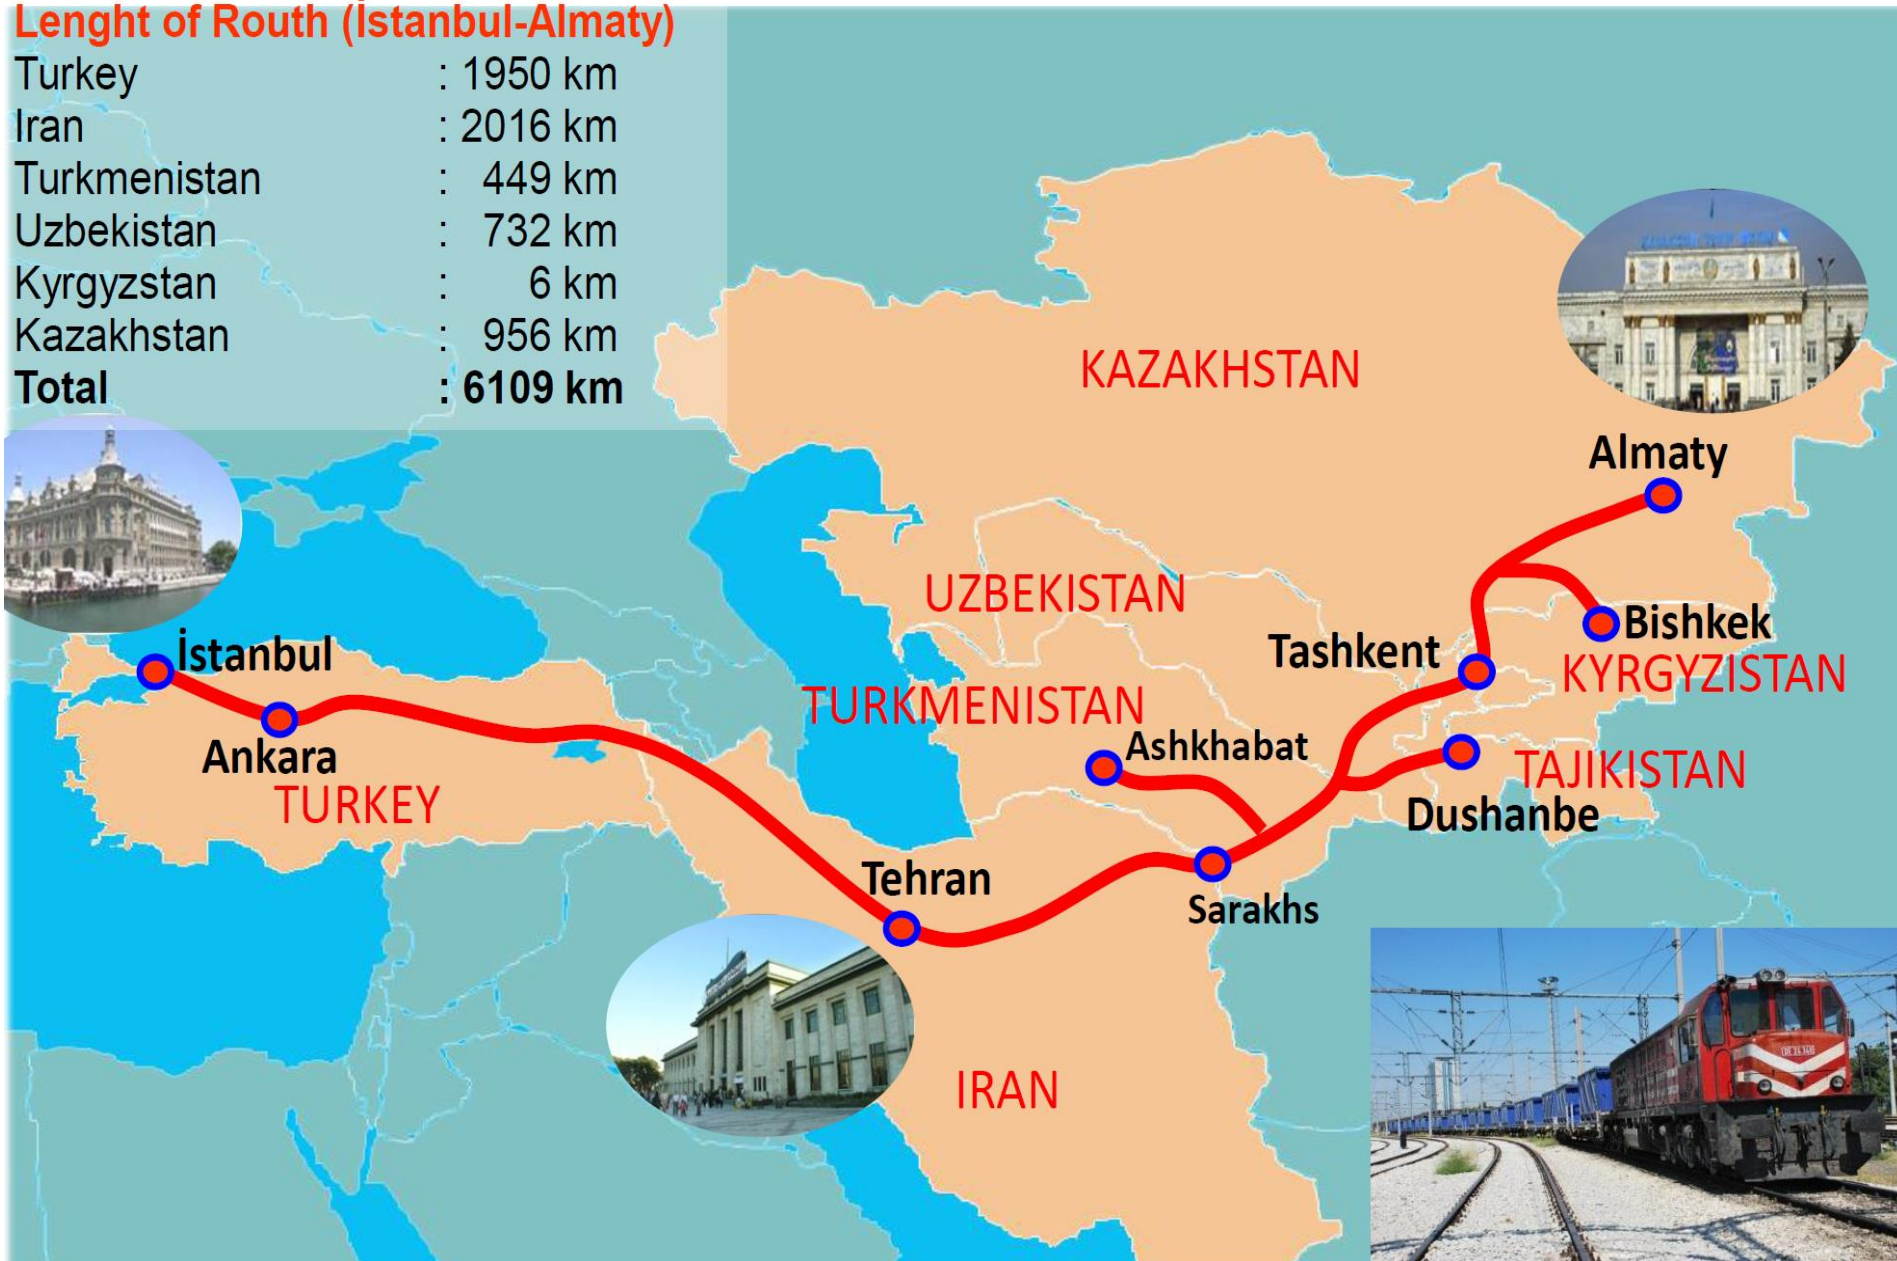 Lenght of Routh (İstanbul-Almaty)
Turkey : 1950 km
Iran : 2016 km
Turkmenistan : 449 km
Uzbekistan : 732 km
Kyrgyzstan : 6 km
Kazakhstan : 956 km
Total : 6109 km
KAZAKHSTAN
Almaty
UZBEKISTAN
Bishkek
İstanbul
Tashkent
KYRGYZISTAN
TURKMENISTAN
Ashkhabat
Ankara
TAJIKISTAN
TURKEY
Dushanbe
Tehran
Sarakhs
IRAN